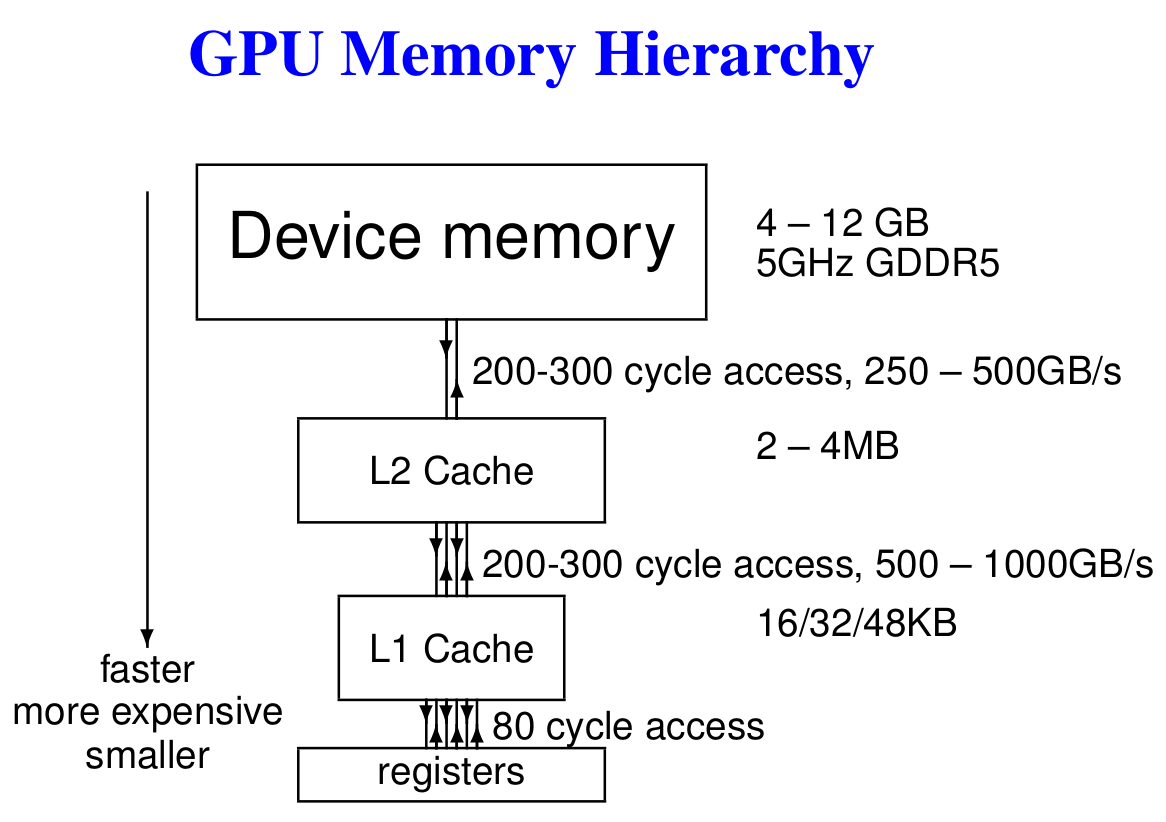 GPU Memory Hierarchy
Device memory
4 – 12 GB
5GHz GDDR5
200-300 cycle access, 250 – 500GB/s
L2 Cache
2 – 4MB
200-300 cycle access, 500 – 1000GB/s
L1 Cache
16/32/48KB
80 cycle access
registers
faster
more expensive
smaller